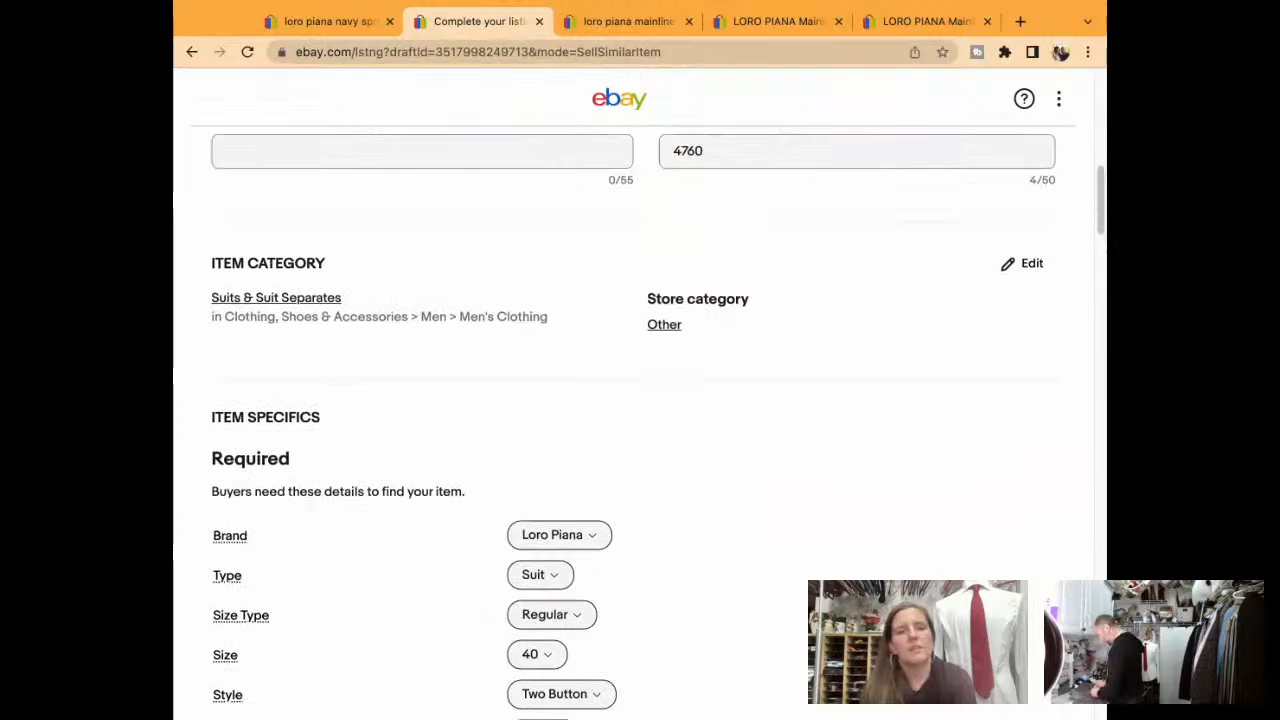 loro piana navy sp
Complete your listi
loro piana mainline
LORO PIANA Main
LORO PIANA Main
ebay.com/lstng?draftId=3517998249713&mode=SellSimilarItem
ebay
4760
0/55
4/50
ITEM CATEGORY
Edit
Suits & Suit Separates
in Clothing, Shoes & Accessories > Men > Men's Clothing
Store category
Other
ITEM SPECIFICS
Required
Buyers need these details to find your item.
Brand
Loro Piana
Type
Suit
Size Type
Regular
Size
40
Style
Two Button